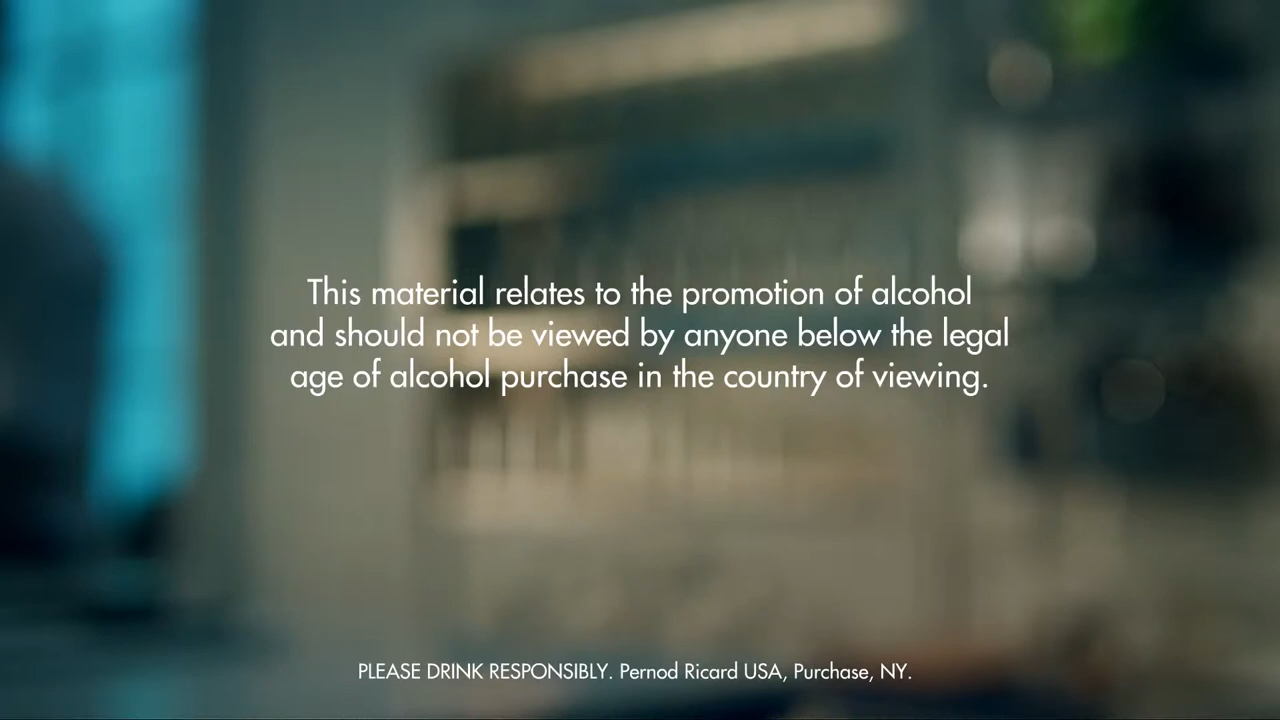 This material relates to the promotion of alcohol
and should not be viewed by anyone below the legal
age of alcohol purchase in the country of viewing.
PLEASE DRINK RESPONSIBLY. Pernod Ricard USA, Purchase, NY.